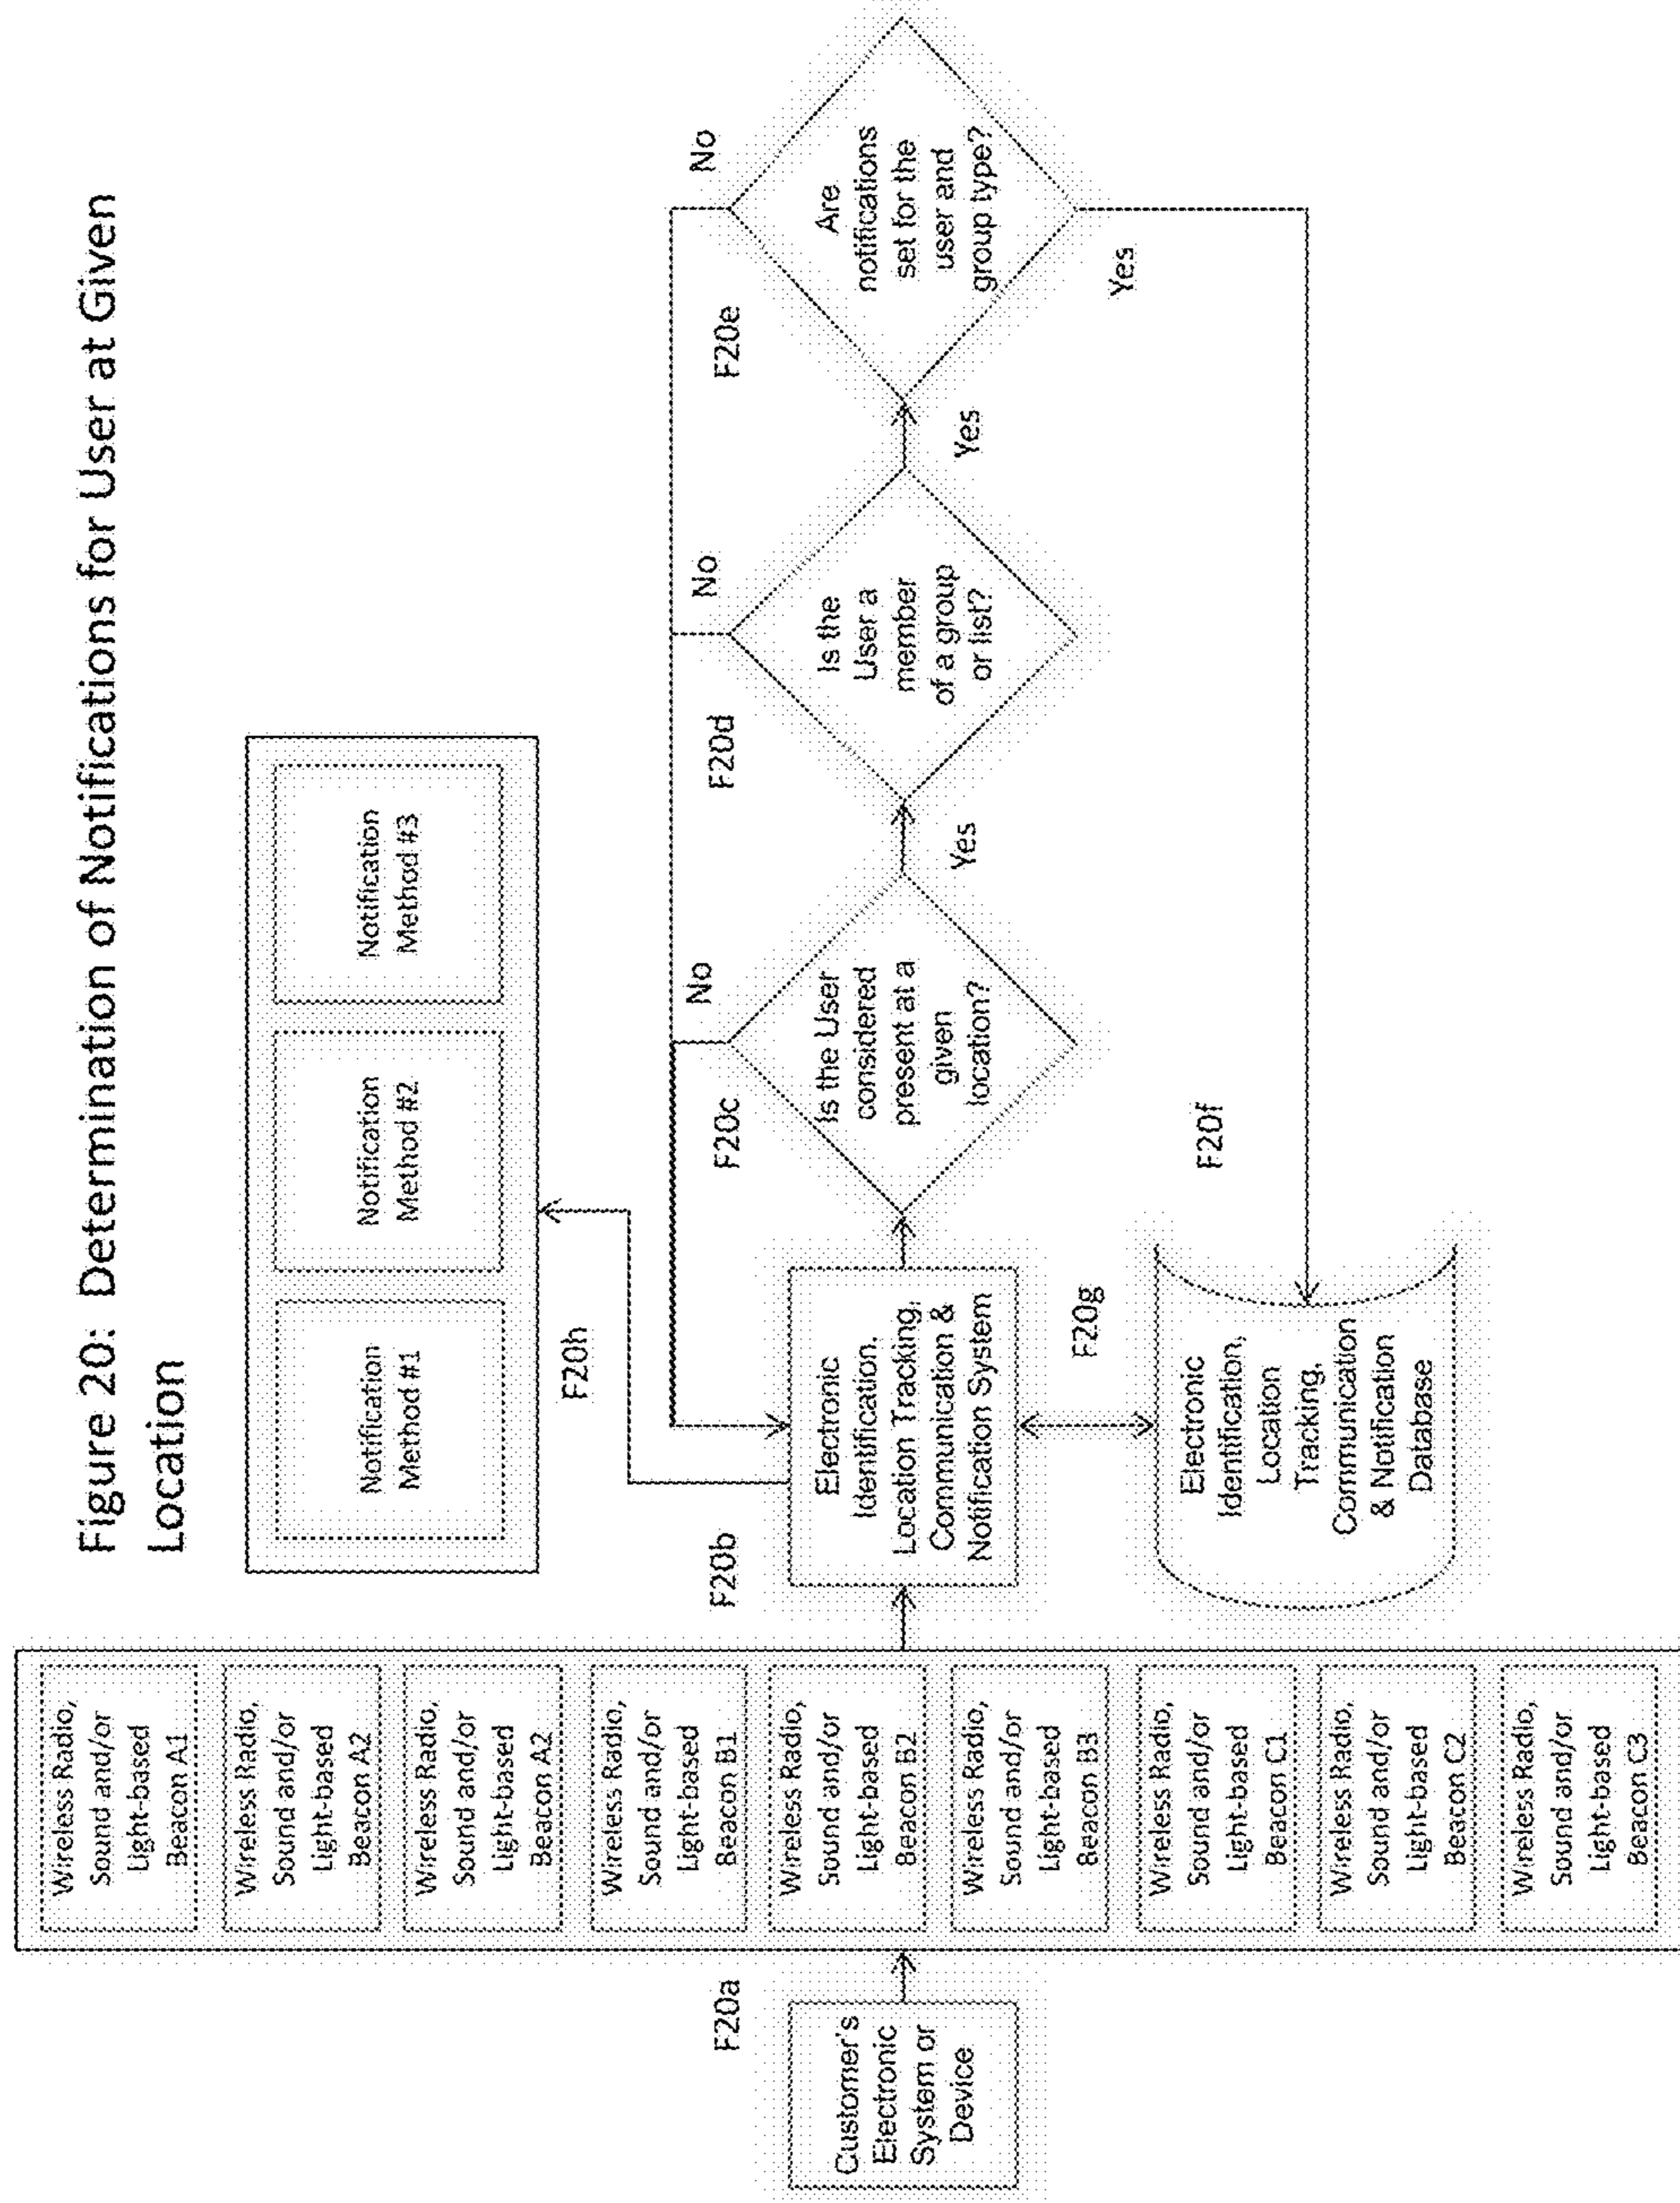 Figure 20: Determination of Notifications for User at Given
Location
Wireless Radio,
Sound and/or
Light-based
Beacon A1
Wireless Radio,
Sound and/or
Light-based
Beacon A2
Wireless Radio,
Sound and/or
Light-based
Beacon A2
Wireless Radio,
Sound and/or
Light-based
Beacon B1
Wireless Radio,
Sound and/or
Light-based
Beacon B2
Wireless Radio,
Sound and/or
Light-based
Beacon B3
Wireless Radio,
Sound and/or
Light-based
Beacon C1
Wireless Radio,
Sound and/or
Light-based
Beacon C2
Wireless Radio,
Sound and/or
Light-based
Beacon C3
F20a
Customer's
Electronic
System or
Device
Notification
Method #1
Notification
Method #2
Notification
Method #3
F20h
F20b
Electronic
Identification,
Location Tracking,
Communication &
Notification System
F20c
No
Is the User
considered
present at a
given
location?
Yes
F20d
No
Is the
User a
member
of a group
or list?
Yes
F20e
No
Are
notifications
set for the
user and
group type?
Yes
F20g
F20f
Electronic
Identification,
Location
Tracking,
Communication
& Notification
Database